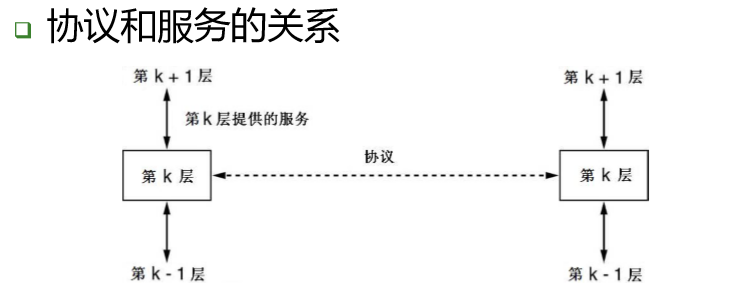 协议和服务的关系
第 k + 1 层 第 k + 1 层
第 k 层提供的服务
协议
第 k 层 第 k 层
第 k - 1 层 第 k - 1 层